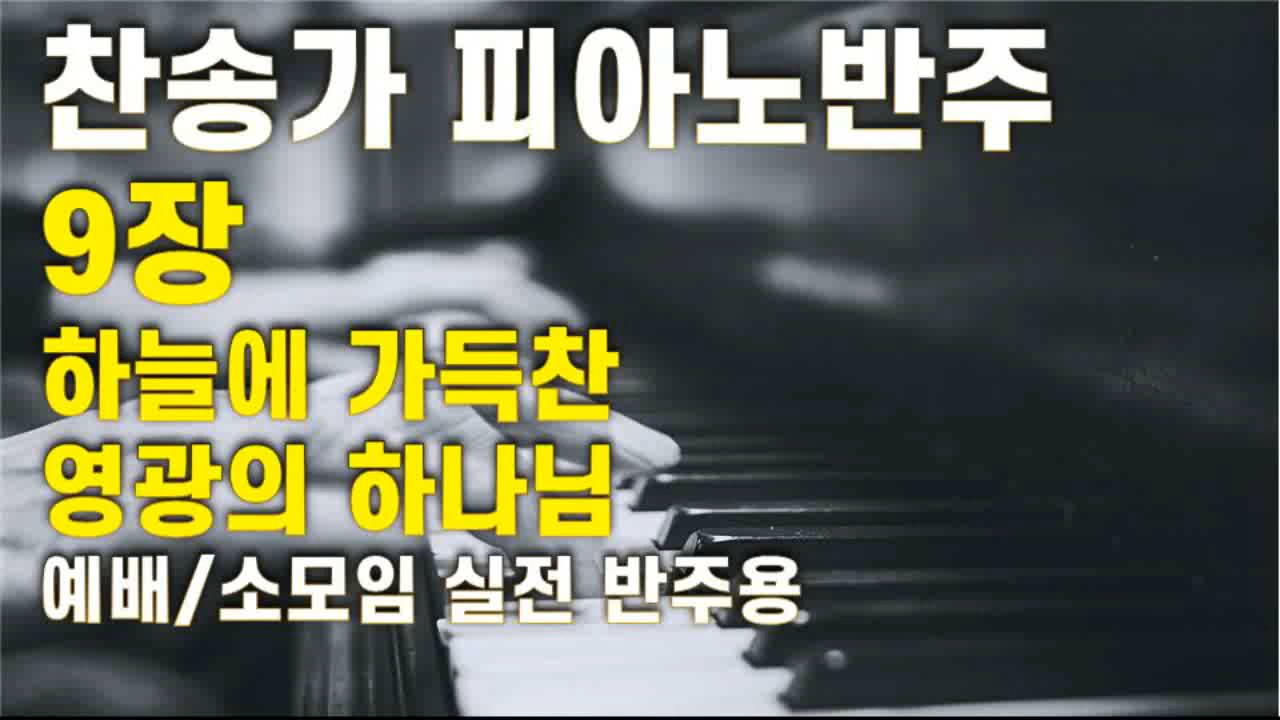 찬송가 피아노반주
9장
하늘에 가득찬
영광의 하나님
예배/소모임 실전 반주용